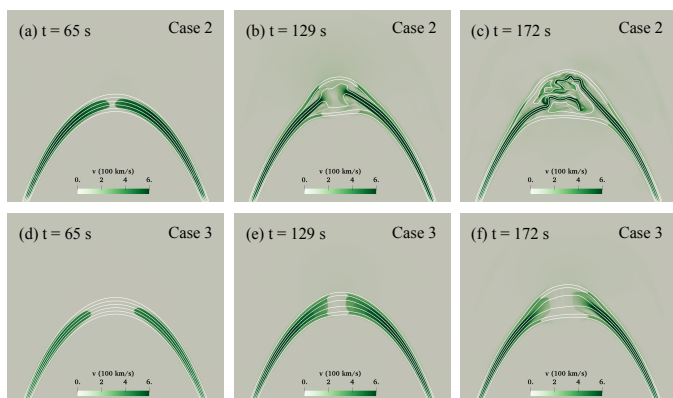 (a) t = 65 s Case 2
v (100 km/s)
0. 2 4 6.
(b) t = 129 s Case 2
v (100 km/s)
0. 2 4 6.
(c) t = 172 s Case 2
v (100 km/s)
0. 2 4 6.
(d) t = 65 s Case 3
v (100 km/s)
0. 2 4 6.
(e) t = 129 s Case 3
v (100 km/s)
0. 2 4 6.
(f) t = 172 s Case 3
v (100 km/s)
0. 2 4 6.